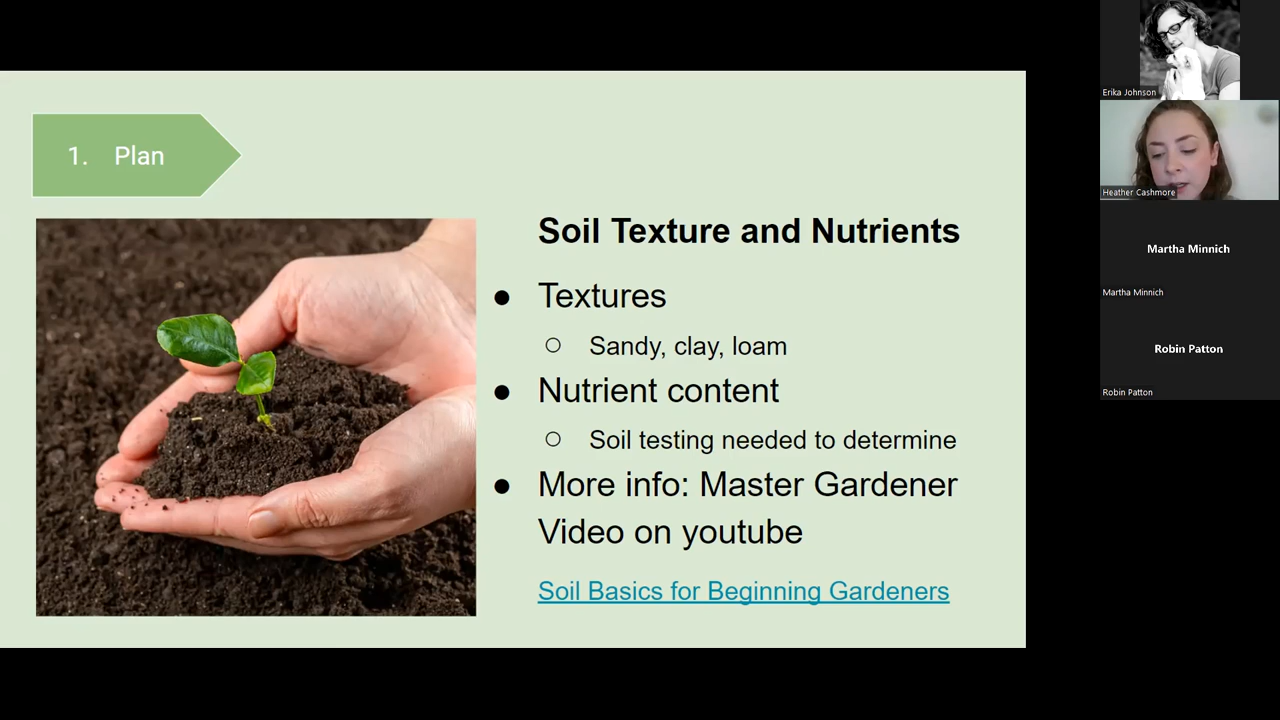 1. Plan
Soil Texture and Nutrients
● Textures
○ Sandy, clay, loam
● Nutrient content
○ Soil testing needed to determine
● More info: Master Gardener
Video on youtube
Soil Basics for Beginning Gardeners
Erika Johnson
Heather Cashmore
Martha Minnich
Martha Minnich
Robin Patton
Robin Patton